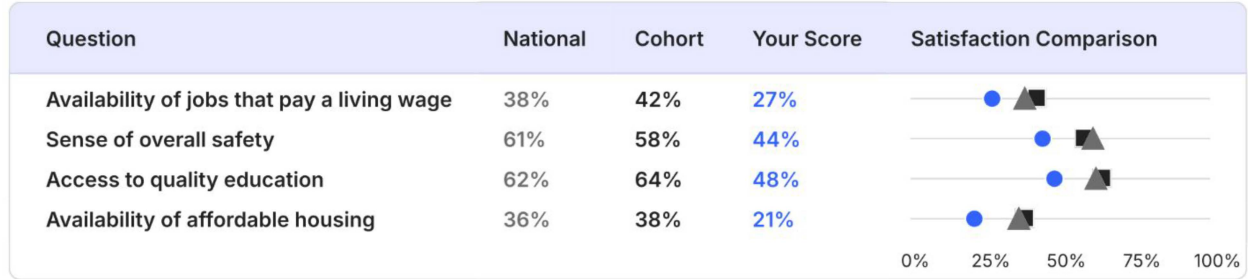 Question National Cohort Your Score Satisfaction Comparison
Availability of jobs that pay a living wage 38% 42% 27%
Sense of overall safety 61% 58% 44%
Access to quality education 62% 64% 48%
Availability of affordable housing 36% 38% 21%
0% 25% 50% 75% 100%